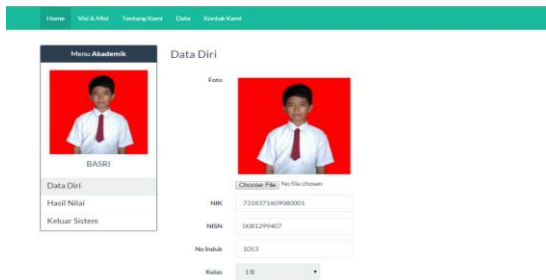 Home Visi & Misi Tentang Kami Data Kontak Kami
Menu Akademik
BASRI
Data Diri
Hasil Nilai
Keluar Sistem
Data Diri
Foto
Choose File No file chosen
NIK 7318371609080001
NISN 0081299407
No Induk 1053
Kelas 1 B